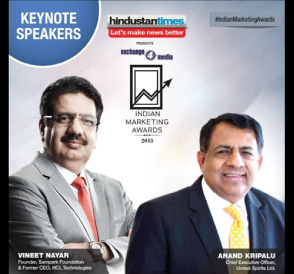 KEYNOTE
SPEAKERS
hindustantimes
Let's make news better
#IndianMarketingAwards
PRESENTS
exchange4media
INDIAN
MARKETING
AWARDS
2015
VINEET NAYAR
Founder, Sampark Foundation
& Former CEO, HCL Technologies
ANAND KRIPALU
Chief Executive Officer,
United Spirits Ltd.